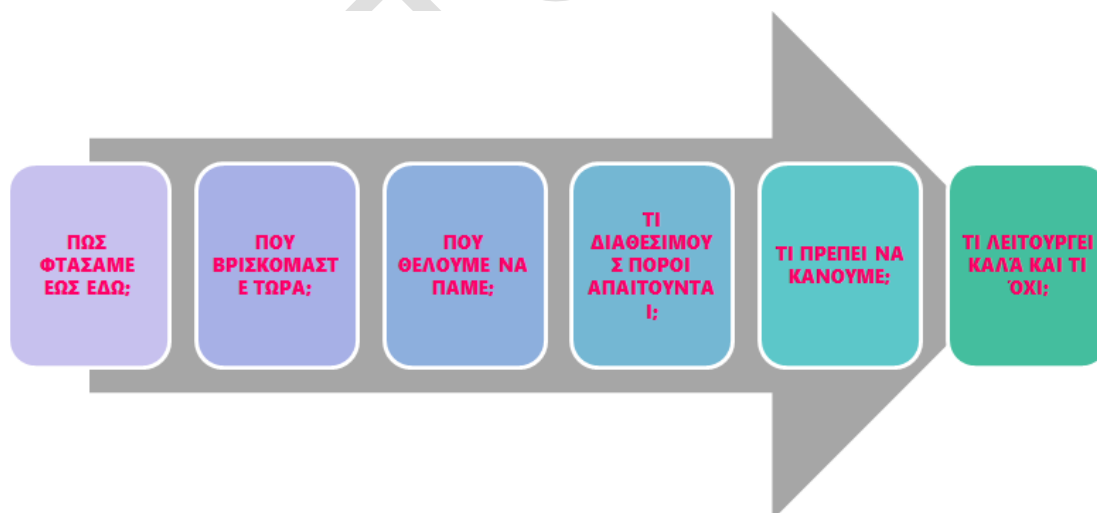 ΠΩΣ
ΦΤΑΣΑΜΕ
ΕΩΣ ΕΔΩ;
ΠΟΥ
ΒΡΙΣΚΟΜΑΣΤ
Ε ΤΩΡΑ;
ΠΟΥ
ΘΕΛΟΥΜΕ ΝΑ
ΠΑΜΕ;
ΤΙ
ΔΙΑΘΕΣΙΜΟΥ
Σ ΠΟΡΟΙ
ΑΠΑΙΤΟΥΝΤΑ
Ι;
ΤΙ ΠΡΕΠΕΙ ΝΑ
ΚΑΝΟΥΜΕ;
ΤΙ ΛΕΙΤΟΥΡΓΕΙ
ΚΑΛΆ ΚΑΙ ΤΙ
ΌΧΙ;